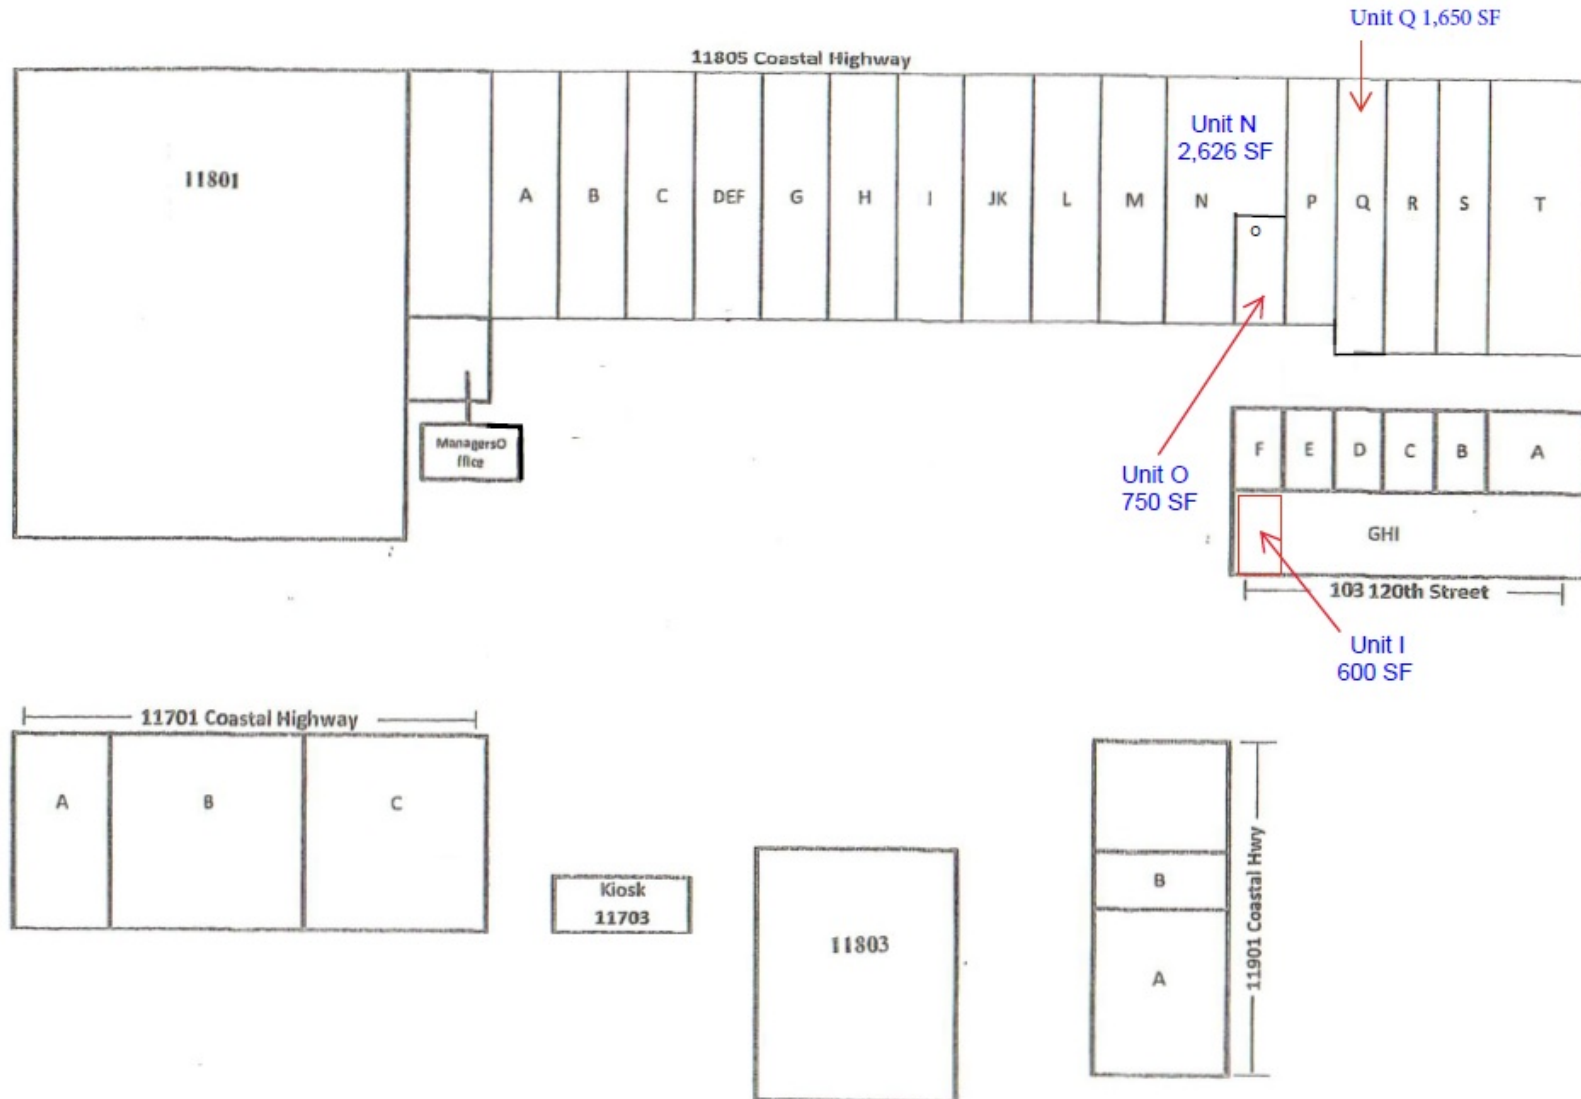 Unit Q 1,650 SF
11805 Coastal Highway
11801
Unit N
2,626 SF
A B C DEF G H I JK L M N P Q R S T
O
ManagersO
ffice
Unit O
750 SF
F E D C B A
GHI
103 120th Street
Unit I
600 SF
11701 Coastal Highway
A B C
Kiosk
11703
11803
B
A
11901 Coastal Hwy